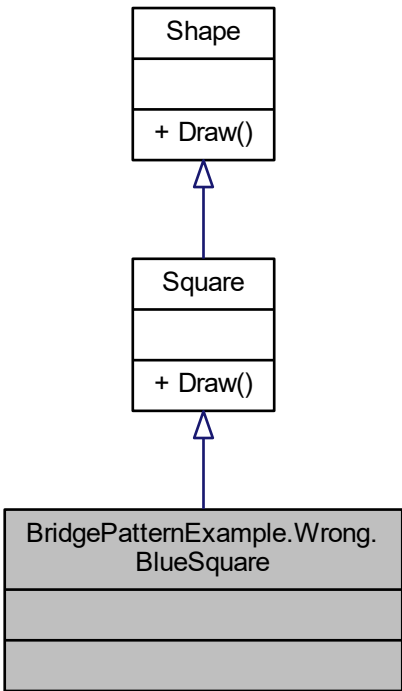 Shape
+ Draw()
Square
+ Draw()
BridgePatternExample.Wrong.
BlueSquare